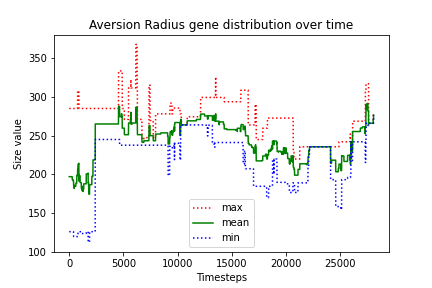 Aversion Radius gene distribution over time
Size value
350
300
250
200
150
100
max
mean
min
0
5000
10000
15000
20000
25000
Timesteps